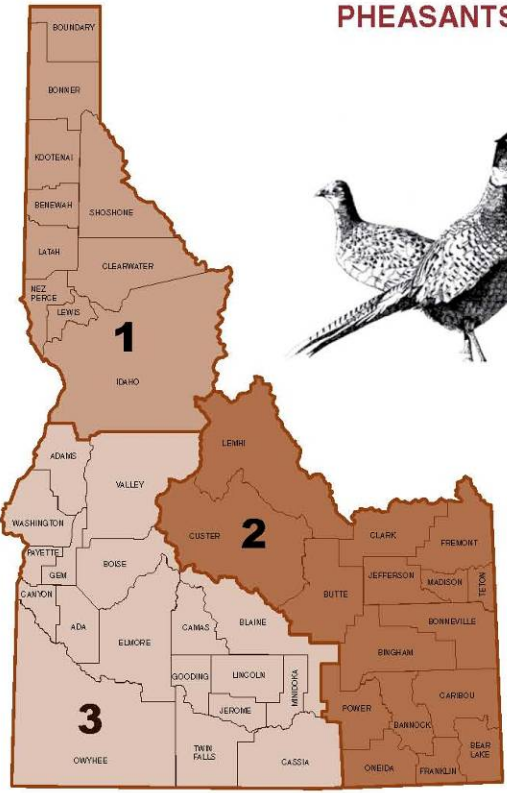 PHEASANTS
BOUNDARY
BONNER
KOOTENAI
BENEWAH
SHOSHONE
LATAH
CLEARWATER
NEZ
PERCE
LEWIS
1
IDAHO
LEMHI
ADAMS
VALLEY
WASHINGTON
CUSTER
2
CLARK
FREMONT
PAYETTE
GEM
BOISE
JEFFERSON
MADISON
TETON
BUTTE
CANYON
ADA
ELMORE
CAMAS
BLAINE
BONNEVILLE
BINGHAM
GOODING
LINCOLN
MINIDOKA
JEROME
POWER
CARIBOU
BANNOCK
3
OWYHEE
TWIN
FALLS
CASSIA
ONEIDA
FRANKLIN
BEAR
LAKE